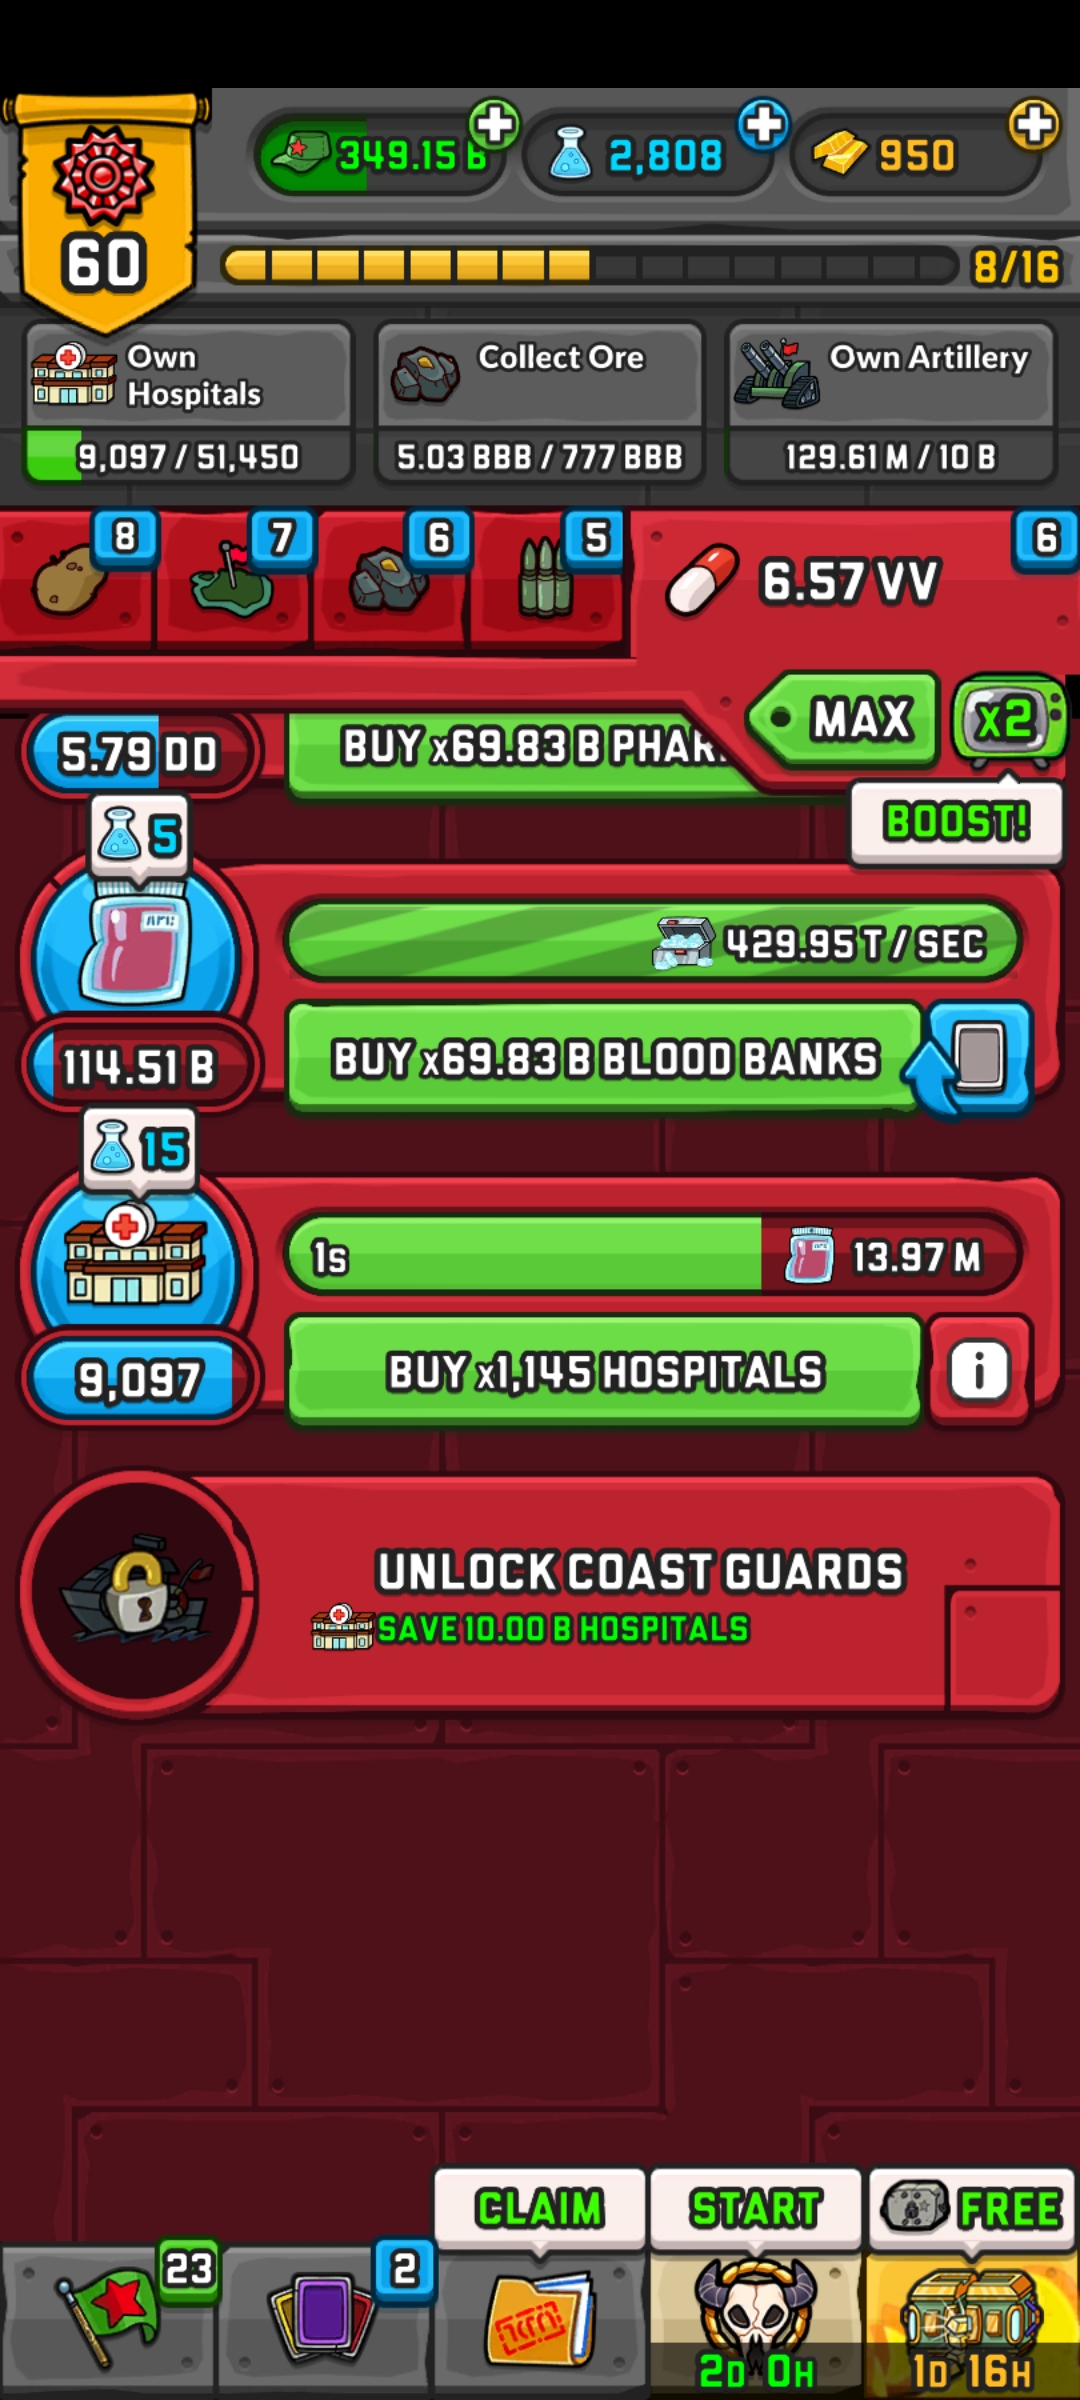 60
349.15 B
2,808
950
8/16
Own
Hospitals
9,097 / 51,450
Collect Ore
5.03 BBB / 777 BBB
Own Artillery
129.61 M / 10 B
8
7
6
5
6.57 VV
6
MAX
x2
BOOST!
5.79 DD
BUY x69.83 B PHAR
5
429.95 T / SEC
114.51 B
BUY x69.83 B BLOOD BANKS
15
1s
13.97 M
9,097
BUY x1,145 HOSPITALS
i
UNLOCK COAST GUARDS
SAVE 10.00 B HOSPITALS
CLAIM
START
FREE
23
2
2D 0H
1D 16H